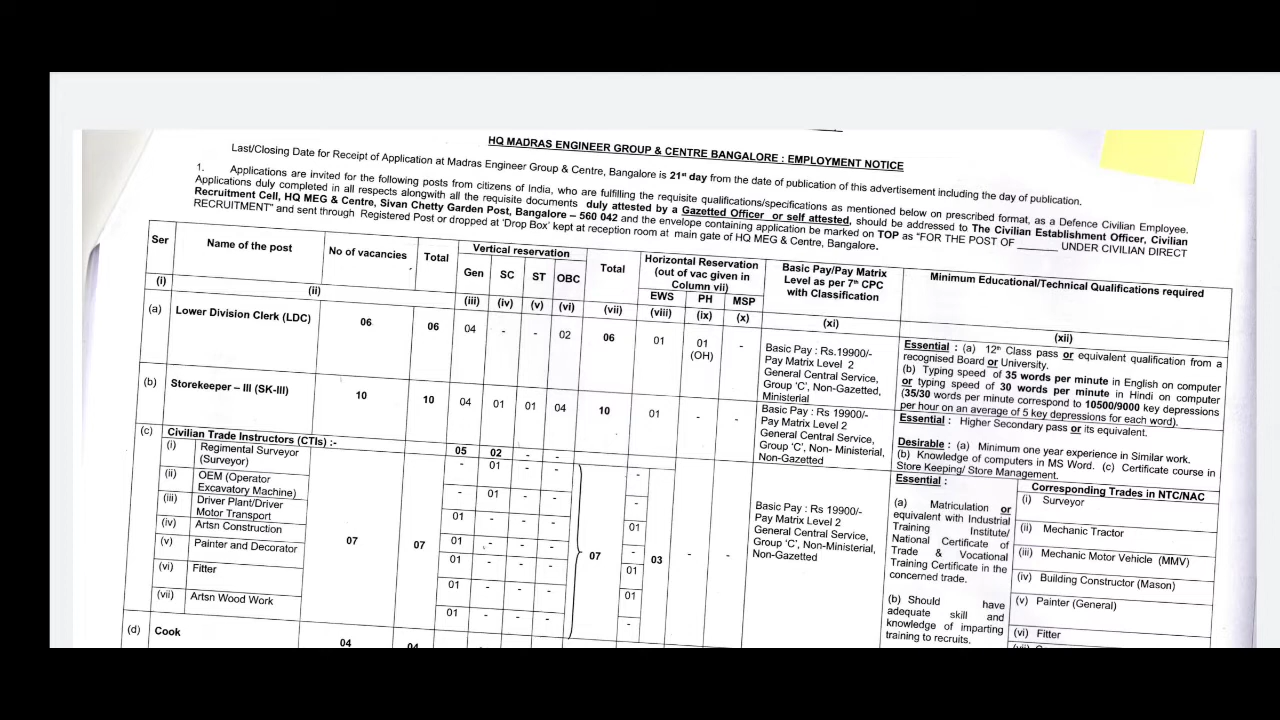 HQ MADRAS ENGINEER GROUP & CENTRE BANGALORE : EMPLOYMENT NOTICE
Last/Closing Date for Receipt of Application at Madras Engineer Group & Centre, Bangalore is 21st day from the date of publication of this advertisement including the day of publication.
1. Applications are invited for the following posts from citizens of India, who are fulfilling the requisite qualifications/specifications as mentioned below on prescribed format, as a Defence Civilian Employee.
Applications duly completed in all respects alongwith all the requisite documents duly attested by a Gazetted Officer or self attested, should be addressed to The Civilian Establishment Officer, Civilian
Recruitment Cell, HQ MEG & Centre, Sivan Chetty Garden Post, Bangalore – 560 042 and the envelope containing application be marked on TOP as "FOR THE POST OF ______ UNDER CIVILIAN DIRECT
RECRUITMENT" and sent through Registered Post or dropped at 'Drop Box' kept at reception room at main gate of HQ MEG & Centre, Bangalore.
Ser
Name of the post
No of vacancies
Total
Vertical reservation
Gen SC ST OBC
Total
Horizontal Reservation
(out of vac given in
Column vii)
EWS PH MSP
Basic Pay/Pay Matrix
Level as per 7th CPC
with Classification
Minimum Educational/Technical Qualifications required
(i) (ii) (iii) (iv) (v) (vi) (vii) (viii) (ix) (x) (xi) (xii)
(a) Lower Division Clerk (LDC) 06 06 04 - - 02 06 01 01 -
(OH)
Basic Pay : Rs.19900/-
Pay Matrix Level 2
General Central Service,
Group 'C', Non-Gazetted,
Ministerial
Essential : (a) 12th Class pass or equivalent qualification from a
recognised Board or University.
(b) Typing speed of 35 words per minute in English on computer
or typing speed of 30 words per minute in Hindi on computer
(35/30 words per minute correspond to 10500/9000 key depressions
per hour on an average of 5 key depressions for each word).
(b) Storekeeper – III (SK-III) 10 10 04 01 01 04 10 01 - -
Basic Pay : Rs 19900/-
Pay Matrix Level 2
General Central Service,
Group 'C', Non- Ministerial,
Non-Gazetted
Essential : Higher Secondary pass or its equivalent.
Desirable : (a) Minimum one year experience in Similar work.
(b) Knowledge of computers in MS Word. (c) Certificate course in
Store Keeping/ Store Management.
(c) Civilian Trade Instructors (CTIs) :- 05 02 - -
(i) Regimental Surveyor - 01 - - -
(Surveyor)
(ii) OEM (Operator - 01 - - -
Excavatory Machine)
(iii) Driver Plant/Driver 01 - - - 01
Motor Transport
(iv) Artsn Construction 01 - - - -
(v) Painter and Decorator 01 - - - 01
(vi) Fitter 01 - - - 01
(vii) Artsn Wood Work 01 - - - -
07 07 07 03 - -
Basic Pay : Rs 19900/-
Pay Matrix Level 2
General Central Service,
Group 'C', Non-Ministerial,
Non-Gazetted
Essential :
(a) Matriculation or
equivalent with Industrial
Training Institute/
National Certificate of
Trade & Vocational
Training Certificate in the
concerned trade.
(b) Should have
adequate skill and
knowledge of imparting
training to recruits.
Corresponding Trades in NTC/NAC
(i) Surveyor
(ii) Mechanic Tractor
(iii) Mechanic Motor Vehicle (MMV)
(iv) Building Constructor (Mason)
(v) Painter (General)
(vi) Fitter
(d) Cook 04 04